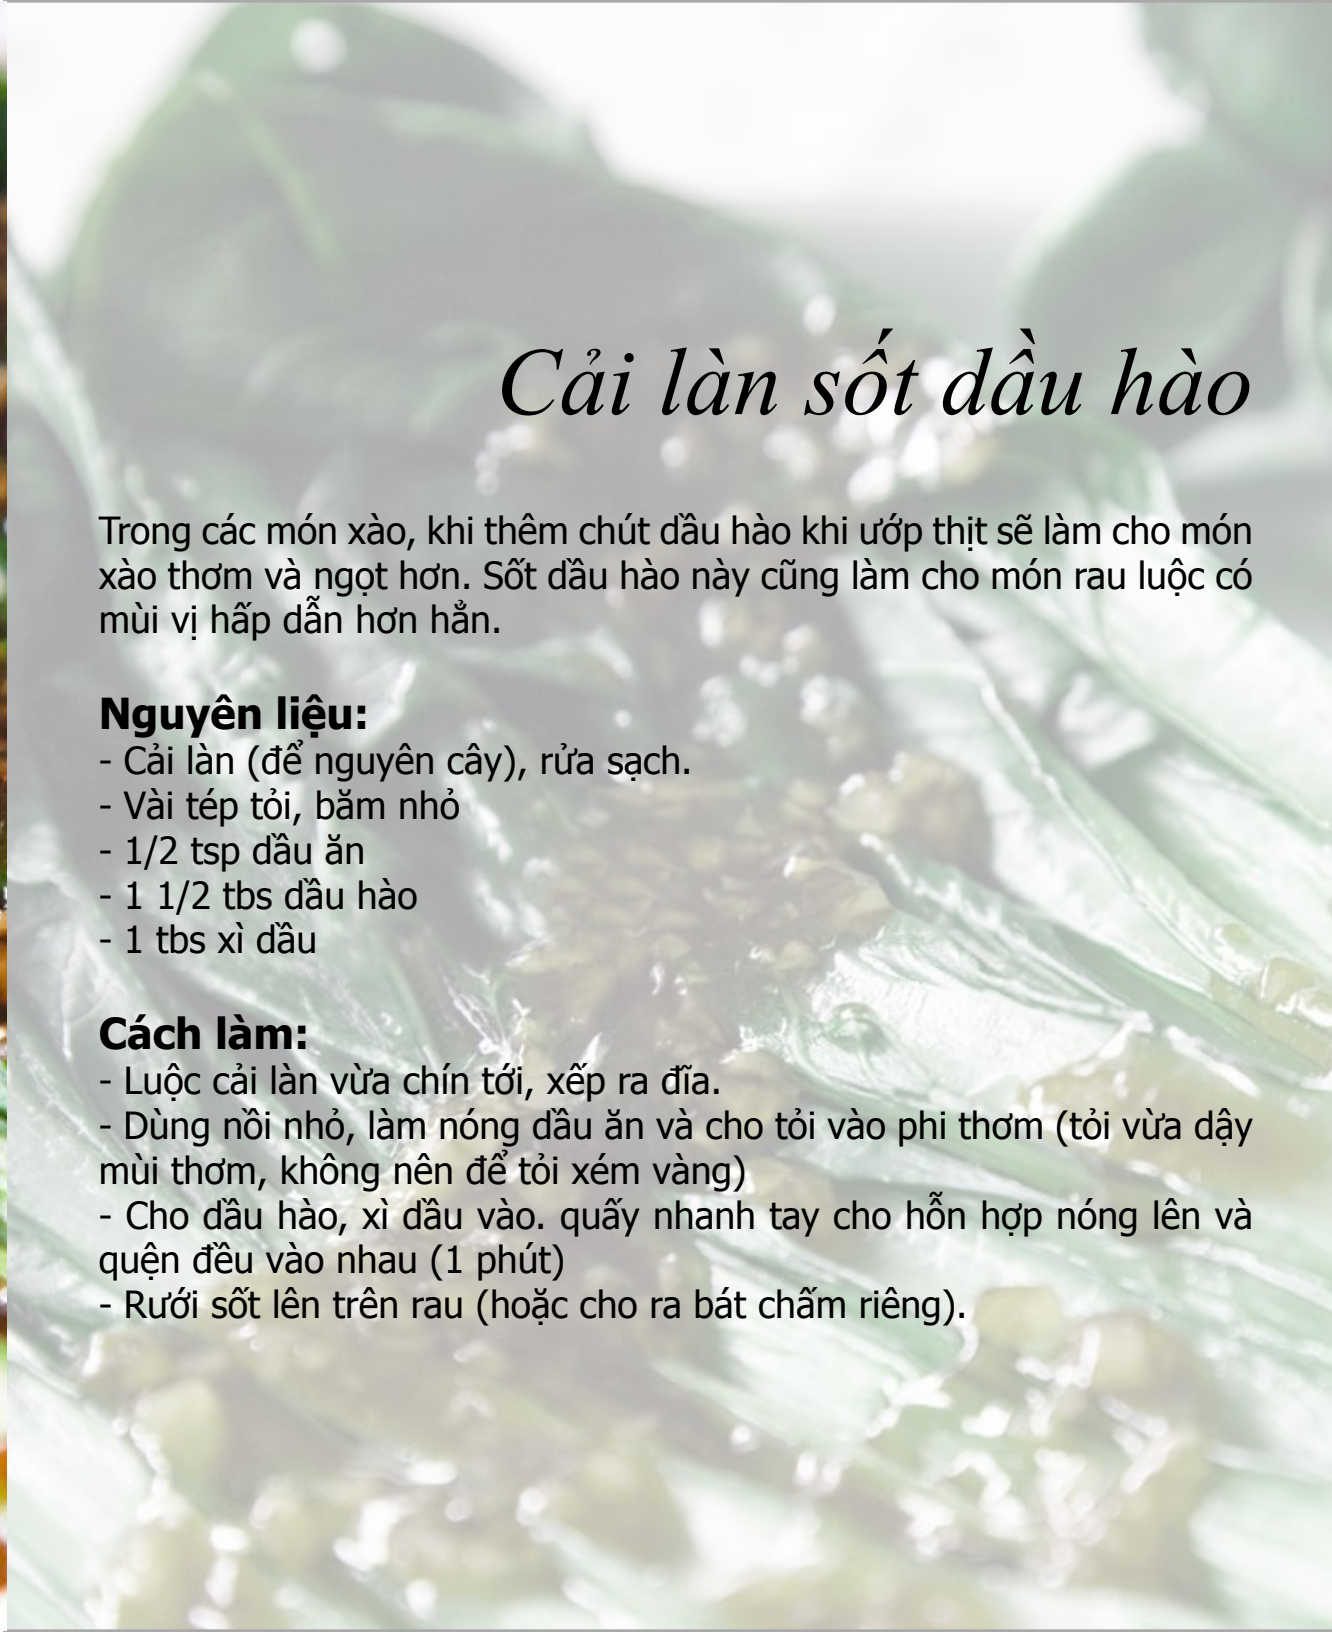 Cải làn sốt dầu hào
Trong các món xào, khi thêm chút dầu hào khi ướp thịt sẽ làm cho món
xào thơm và ngọt hơn. Sốt dầu hào này cũng làm cho món rau luộc có
mùi vị hấp dẫn hơn hẳn.
Nguyên liệu:
- Cải làn (để nguyên cây), rửa sạch.
- Vài tép tỏi, băm nhỏ
- 1/2 tsp dầu ăn
- 1 1/2 tbs dầu hào
- 1 tbs xì dầu
Cách làm:
- Luộc cải làn vừa chín tới, xếp ra đĩa.
- Dùng nồi nhỏ, làm nóng dầu ăn và cho tỏi vào phi thơm (tỏi vừa dậy
mùi thơm, không nên để tỏi xém vàng)
- Cho dầu hào, xì dầu vào. quấy nhanh tay cho hỗn hợp nóng lên và
quện đều vào nhau (1 phút)
- Rưới sốt lên trên rau (hoặc cho ra bát chấm riêng).